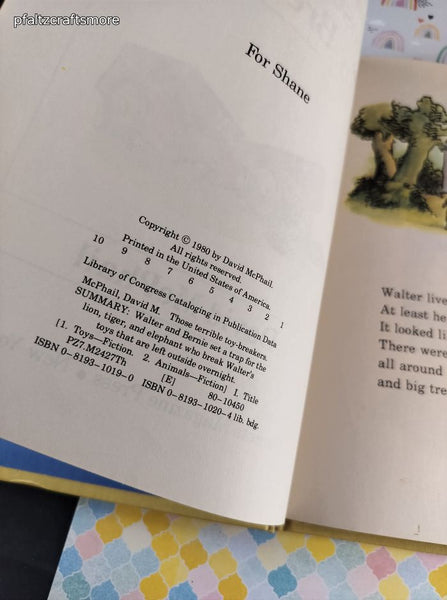 pfaltzcraftsmore
For Shane
Copyright © 1980 by David McPhail.
All rights reserved.
Printed in the United States of America.
10 9 8 7 6 5 4 3 2 1
Library of Congress Cataloging in Publication Data
McPhail, David M. Those terrible toy-breakers.
SUMMARY: Walter and Bernie set a trap for the
lion, tiger, and elephant who break Walter's
toys that are left outside overnight.
[1. Toys—Fiction. 2. Animals—Fiction] I. Title
PZ7.M2427Th [E] 80-10450
ISBN 0-8193-1019-0 ISBN 0-8193-1020-4 lib. bdg.
Walter live
At least he
It looked li
There were
all around
and big tre
1